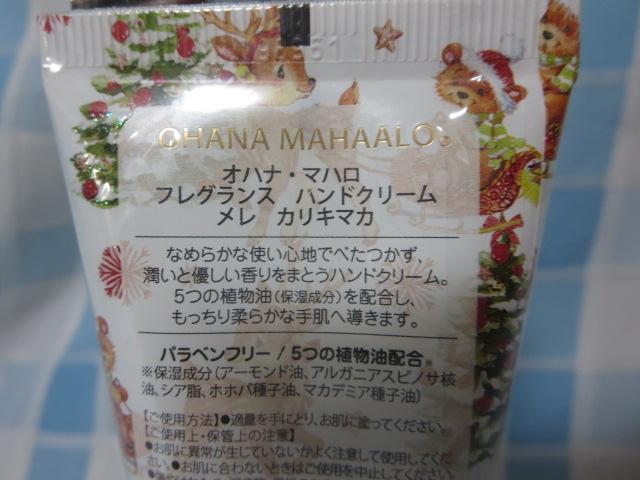 OHANA MAHAALO®
オハナ・マハロ
フレグランス ハンドクリーム
メレ カリキマカ
なめらかな使い心地でべたつかず、
潤いと優しい香りをまとうハンドクリーム。
5つの植物油(保湿成分)を配合し、
もっちり柔らかな手肌へ導きます。
パラベンフリー / 5つの植物油配合※
※保湿成分(アーモンド油、アルガニアスピノサ核
油、シア脂、ホホバ種子油、マカデミア種子油)
【ご使用方法】●適量を手にとり、お肌に塗ってください。
【ご使用上・保管上の注意】
●お肌に異常が生じていないかよく注意して使用してくだ
さい。●お肌に合わないときはご使用を中止してください。